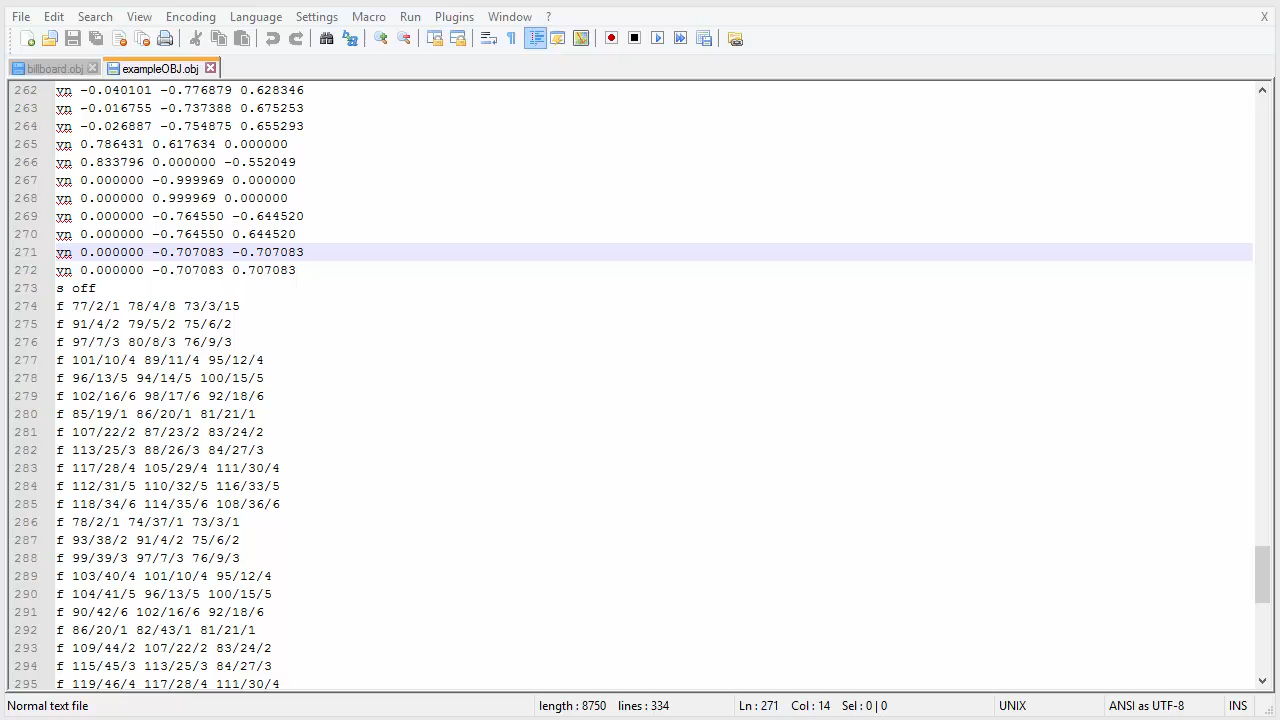 File Edit Search View Encoding Language Settings Macro Run Plugins Window ? X
billboard.obj exampleOBJ.obj
262 vn -0.040101 -0.776879 0.628346
263 vn -0.016755 -0.737388 0.675253
264 vn -0.026887 -0.754875 0.655293
265 vn 0.786431 0.617634 0.000000
266 vn 0.833796 0.000000 -0.552049
267 vn 0.000000 -0.999969 0.000000
268 vn 0.000000 0.999969 0.000000
269 vn 0.000000 -0.764550 -0.644520
270 vn 0.000000 -0.764550 0.644520
271 vn 0.000000 -0.707083 -0.707083
272 vn 0.000000 -0.707083 0.707083
273 s off
274 f 77/2/1 78/4/8 73/3/15
275 f 91/4/2 79/5/2 75/6/2
276 f 97/7/3 80/8/3 76/9/3
277 f 101/10/4 89/11/4 95/12/4
278 f 96/13/5 94/14/5 100/15/5
279 f 102/16/6 98/17/6 92/18/6
280 f 85/19/1 86/20/1 81/21/1
281 f 107/22/2 87/23/2 83/24/2
282 f 113/25/3 88/26/3 84/27/3
283 f 117/28/4 105/29/4 111/30/4
284 f 112/31/5 110/32/5 116/33/5
285 f 118/34/6 114/35/6 108/36/6
286 f 78/2/1 74/37/1 73/3/1
287 f 93/38/2 91/4/2 75/6/2
288 f 99/39/3 97/7/3 76/9/3
289 f 103/40/4 101/10/4 95/12/4
290 f 104/41/5 96/13/5 100/15/5
291 f 90/42/6 102/16/6 92/18/6
292 f 86/20/1 82/43/1 81/21/1
293 f 109/44/2 107/22/2 83/24/2
294 f 115/45/3 113/25/3 84/27/3
295 f 119/46/4 117/28/4 111/30/4
Normal text file length : 8750 lines : 334 Ln : 271 Col : 14 Sel : 0 | 0 UNIX ANSI as UTF-8 INS